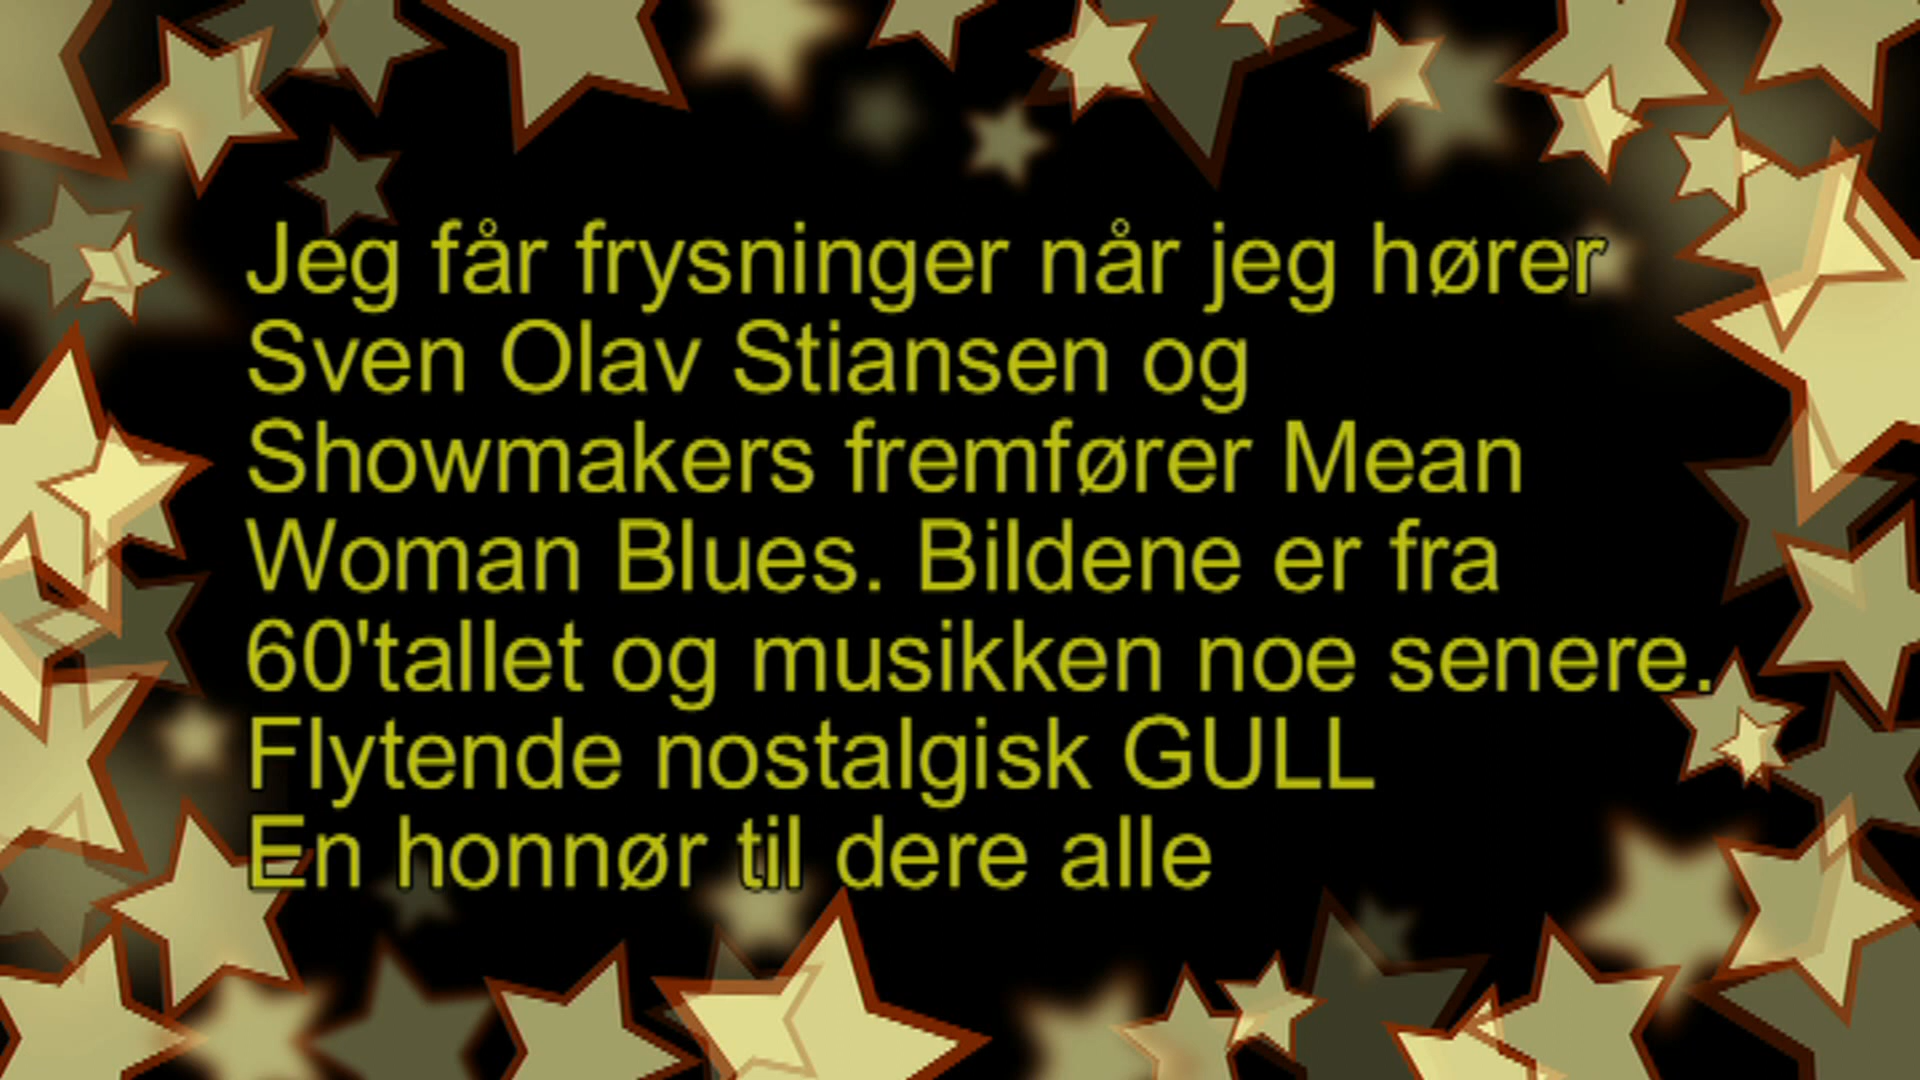 Jeg får frysninger når jeg hører
Sven Olav Stiansen og
Showmakers fremfører Mean
Woman Blues. Bildene er fra
60'tallet og musikken noe senere.
Flytende nostalgisk GULL
En honnør til dere alle